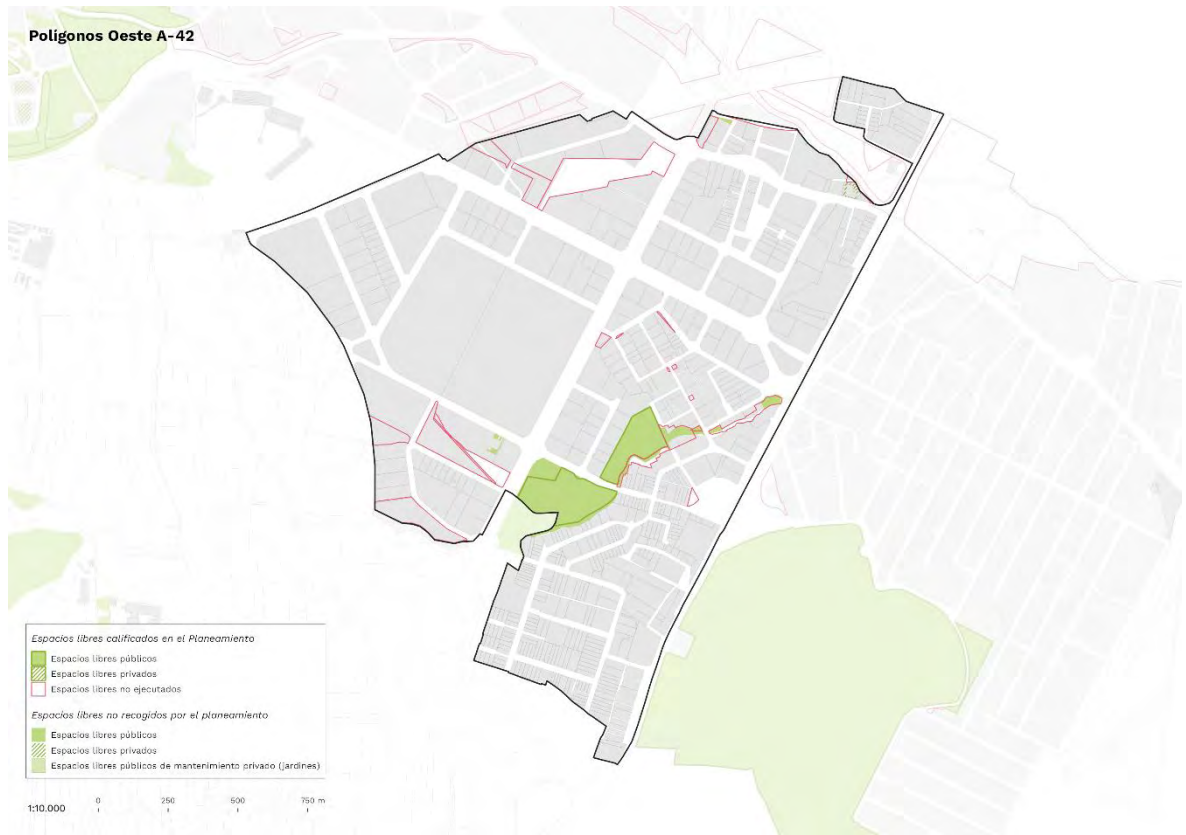 Polígonos Oeste A-42
Espacios libres calificados en el Planeamiento
Espacios libres públicos
Espacios libres privados
Espacios libres no ejecutados
Espacios libres no recogidos por el planeamiento
Espacios libres públicos
Espacios libres privados
Espacios libres públicos de mantenimiento privado (jardines)
1:10.000 0 250 500 750 m